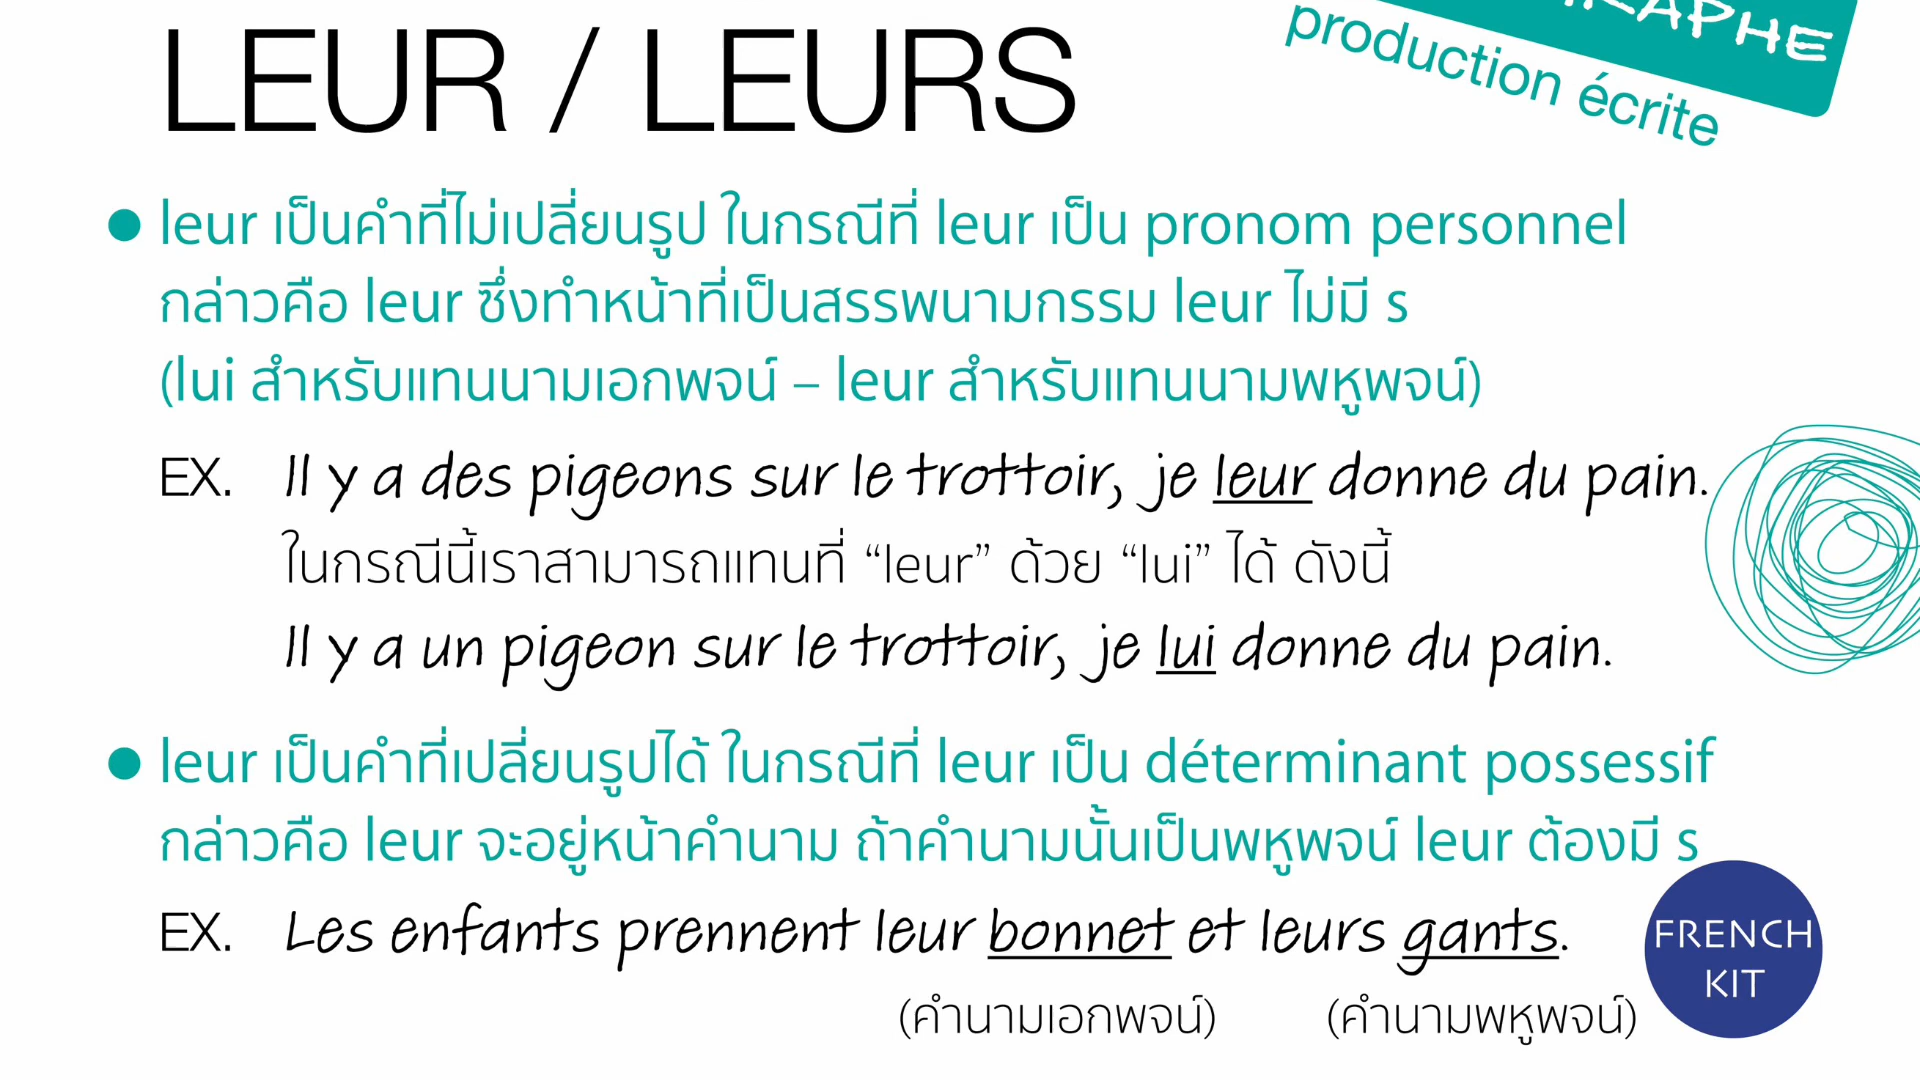 LEUR / LEURS
production écrite
● leur เป็นคำที่ไม่เปลี่ยนรูป ในกรณีที่ leur เป็น pronom personnel
กล่าวคือ leur ซึ่งทำหน้าที่เป็นสรรพนามกรรม leur ไม่มี s
(lui สำหรับแทนนามเอกพจน์ – leur สำหรับแทนนามพหูพจน์)
EX. Il y a des pigeons sur le trottoir, je leur donne du pain.
ในกรณีนี้เราสามารถแทนที่ “leur” ด้วย “lui” ได้ ดังนี้
Il y a un pigeon sur le trottoir, je lui donne du pain.
● leur เป็นคำที่เปลี่ยนรูปได้ ในกรณีที่ leur เป็น déterminant possessif
กล่าวคือ leur จะอยู่หน้าคำนาม ถ้าคำนามนั้นเป็นพหูพจน์ leur ต้องมี s
EX. Les enfants prennent leur bonnet et leurs gants.
(คำนามเอกพจน์) (คำนามพหูพจน์)
FRENCH
KIT